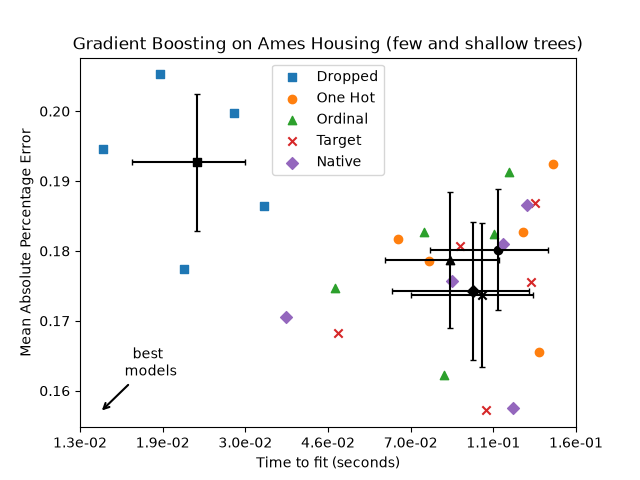 Gradient Boosting on Ames Housing (few and shallow trees)
Dropped
One Hot
Ordinal
Target
Native
Mean Absolute Percentage Error
0.20
0.19
0.18
0.17
0.16
best
models
1.3e-02
1.9e-02
3.0e-02
4.6e-02
7.0e-02
1.1e-01
1.6e-01
Time to fit (seconds)